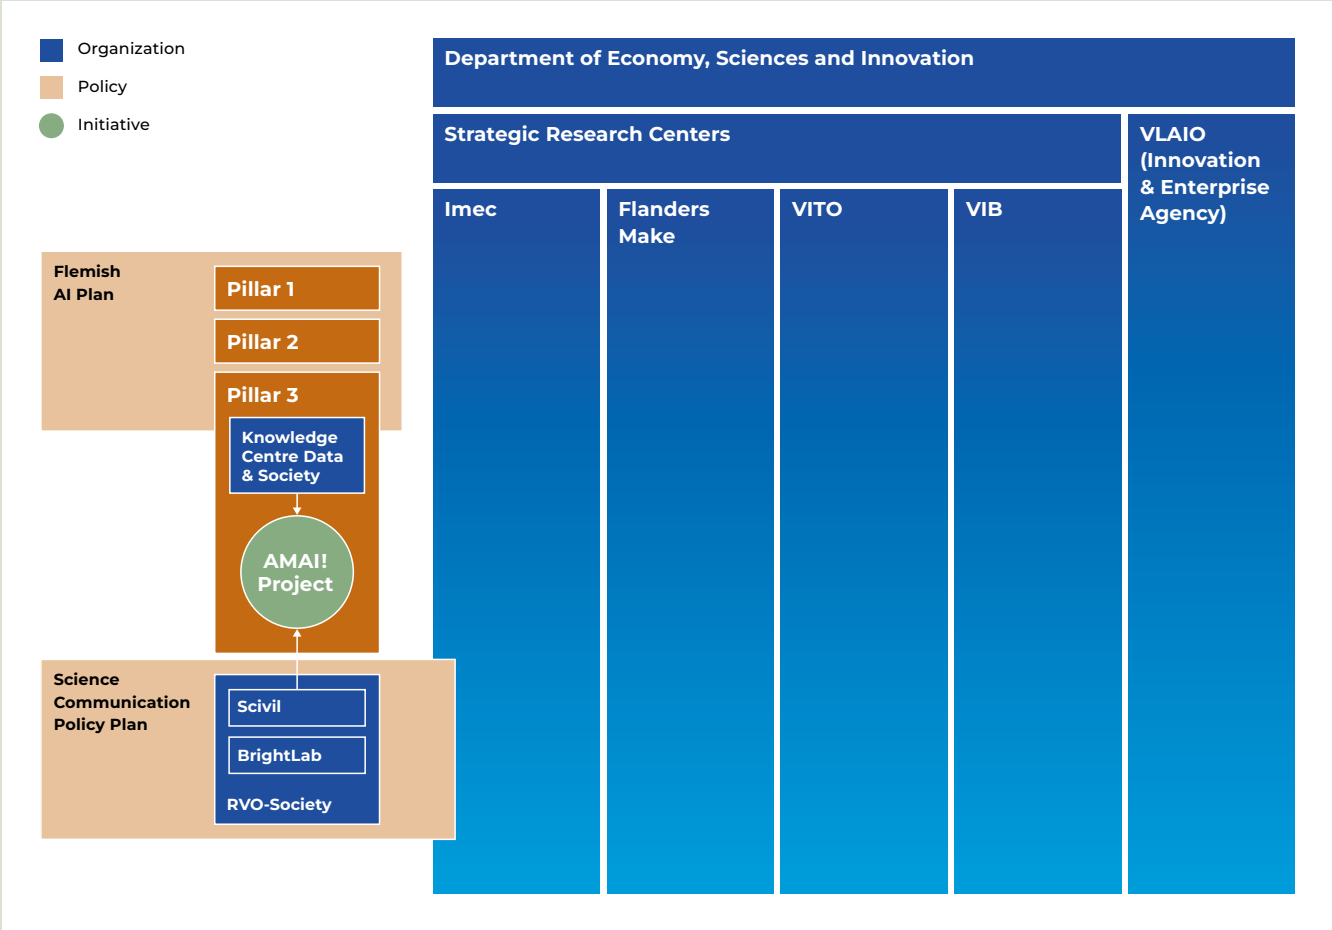 Organization
Policy
Initiative
Department of Economy, Sciences and Innovation
Strategic Research Centers
VLAIO
(Innovation
& Enterprise
Agency)
Imec
Flanders
Make
VITO
VIB
Flemish
AI Plan
Pillar 1
Pillar 2
Pillar 3
Knowledge
Centre Data
& Society
AMAI!
Project
Science
Communication
Policy Plan
Scivil
BrightLab
RVO-Society